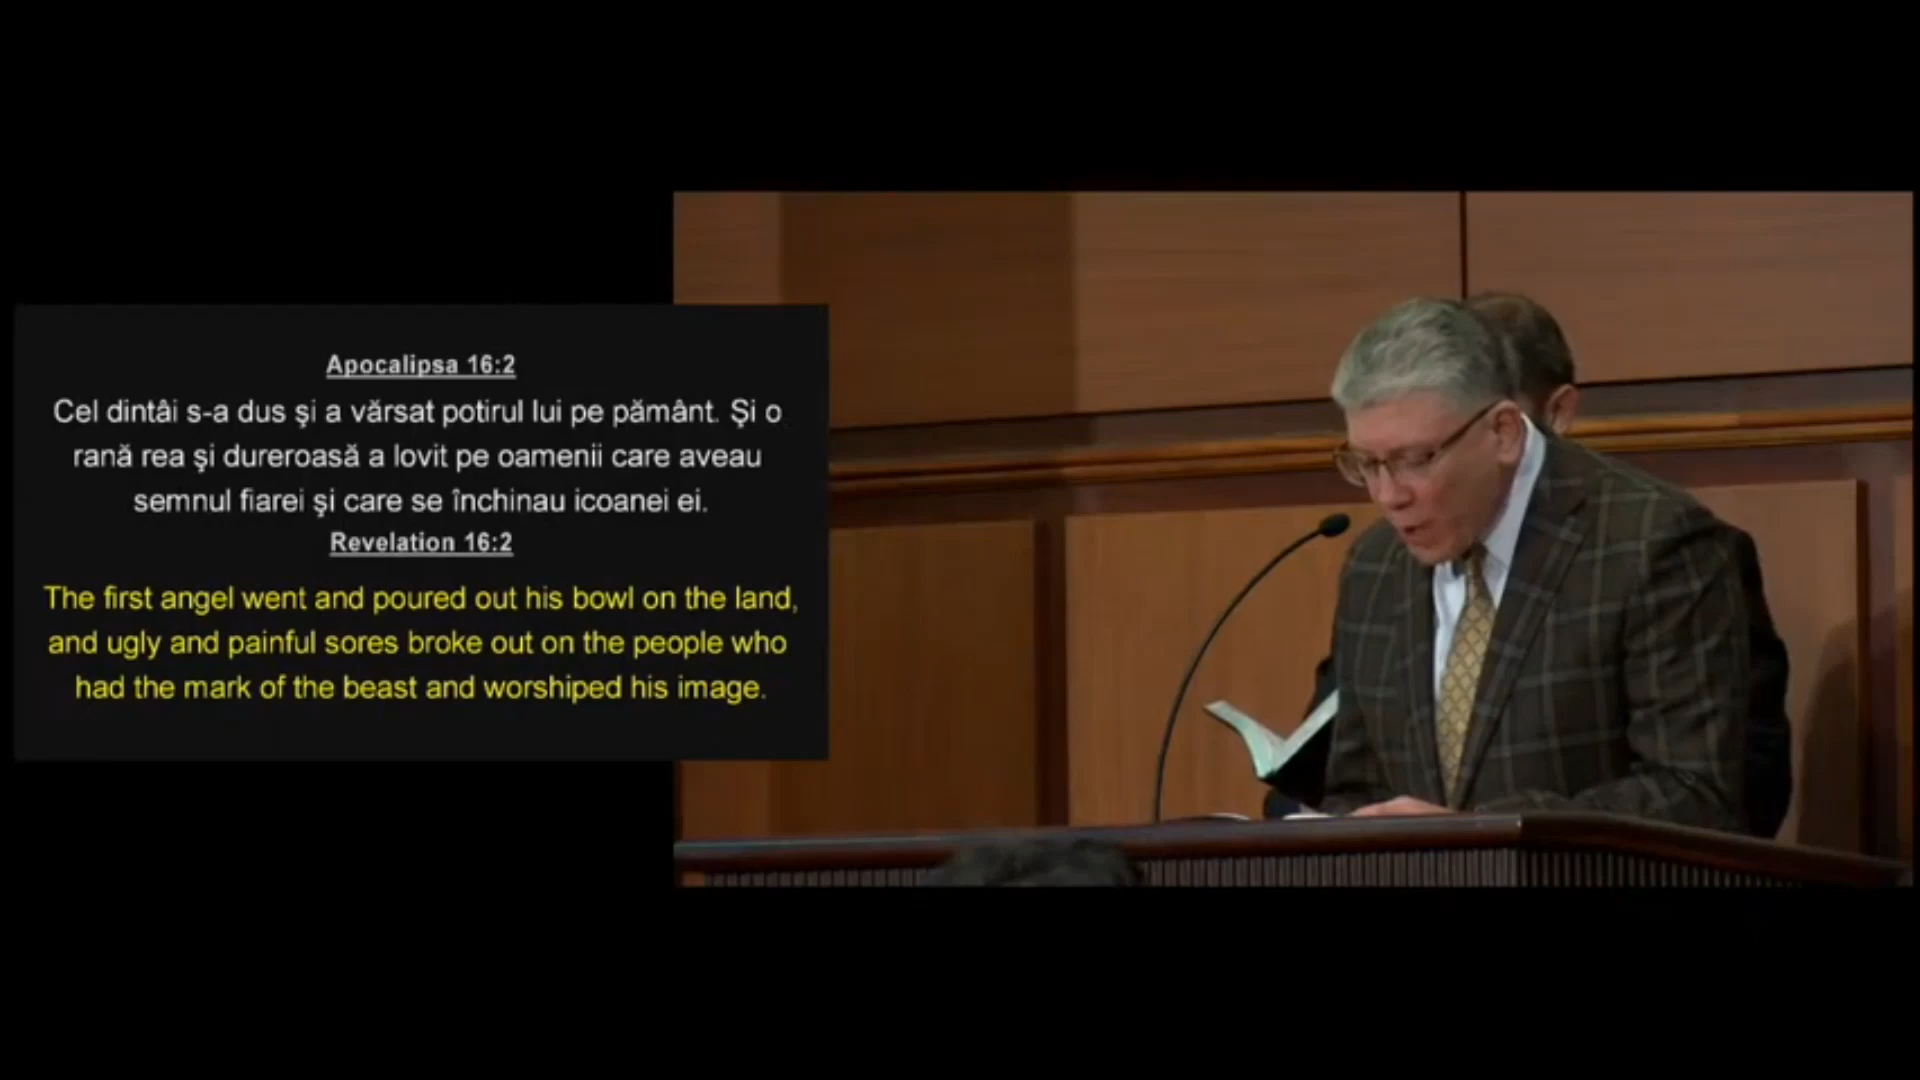 Apocalipsa 16:2
Cel dintâi s-a dus şi a vărsat potirul lui pe pământ. Şi o
rană rea şi dureroasă a lovit pe oamenii care aveau
semnul fiarei şi care se închinau icoanei ei.
Revelation 16:2
The first angel went and poured out his bowl on the land,
and ugly and painful sores broke out on the people who
had the mark of the beast and worshiped his image.